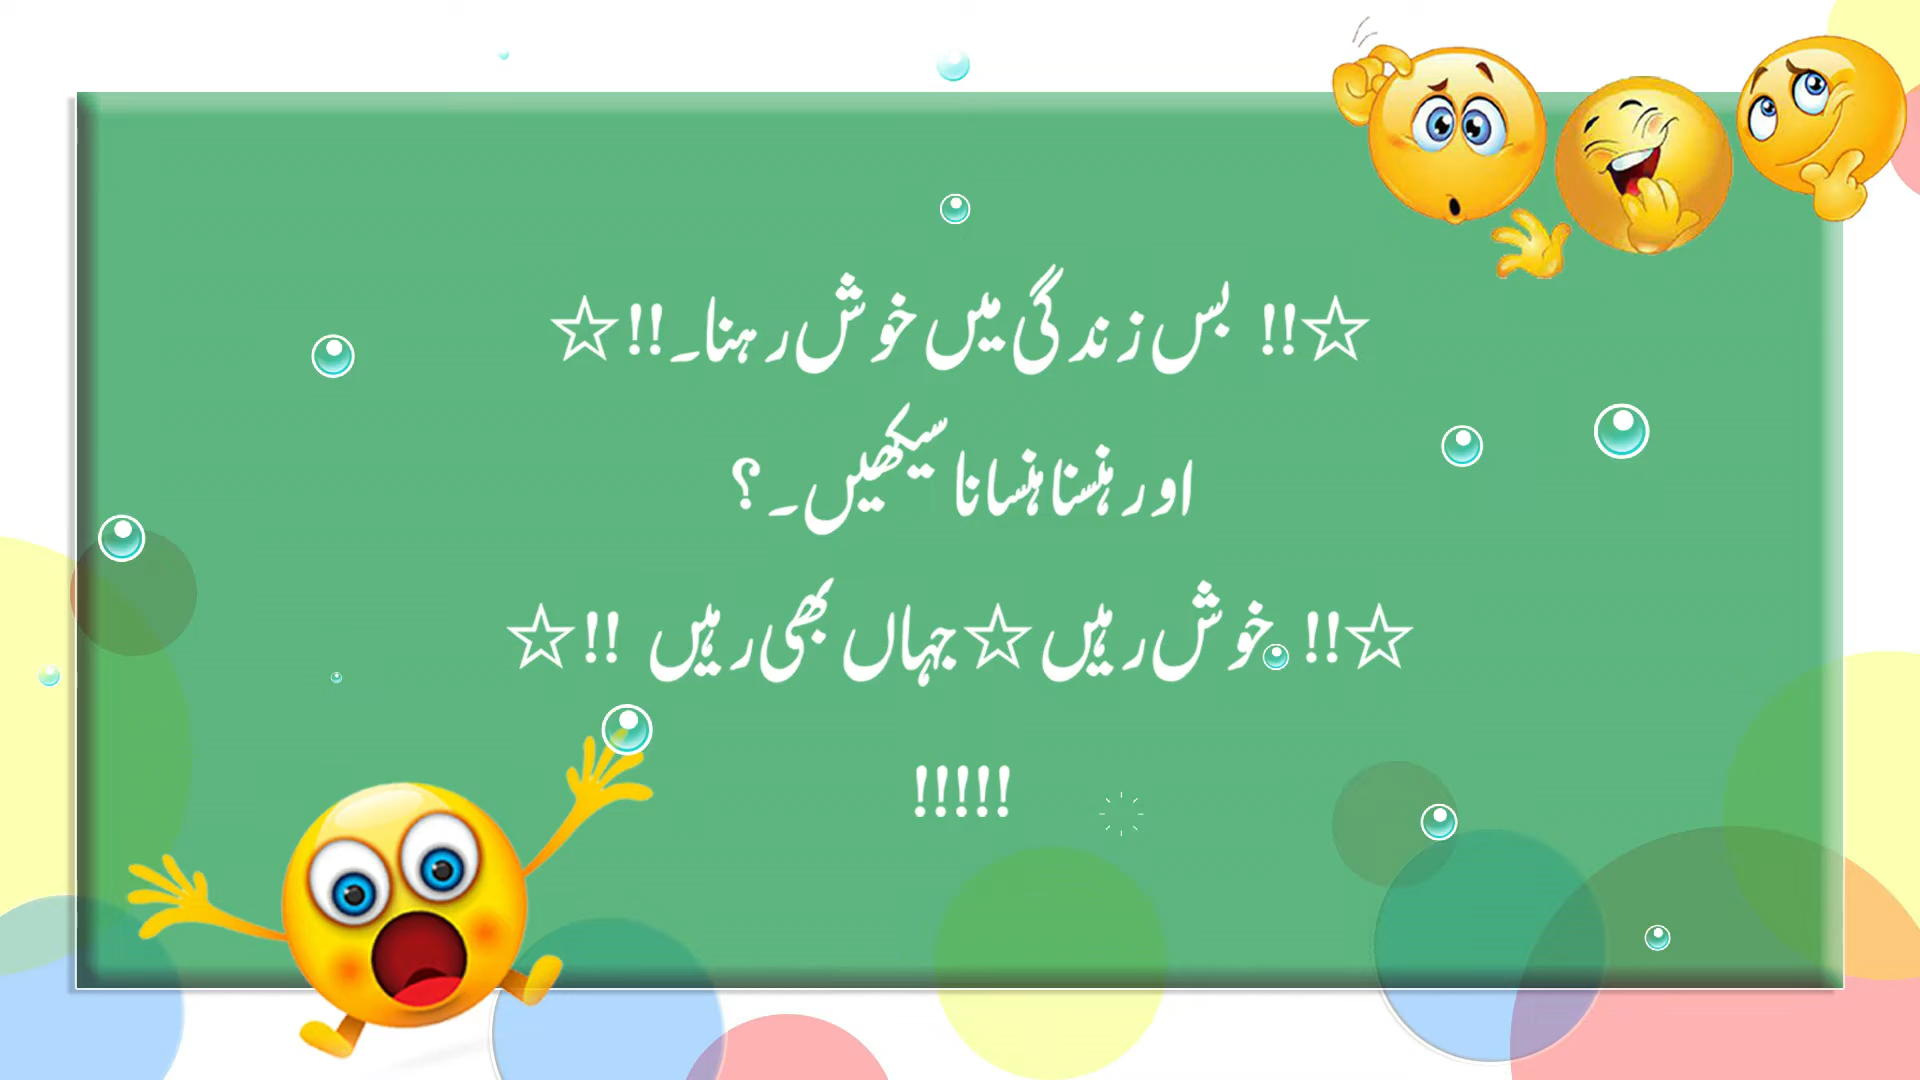 ☆!! بس زندگی میں خوش رہنا۔!!☆
اور ہنسنا ہنسانا سیکھیں۔؟
☆!! خوش رہیں☆جہاں بھی رہیں !!☆
!!!!!